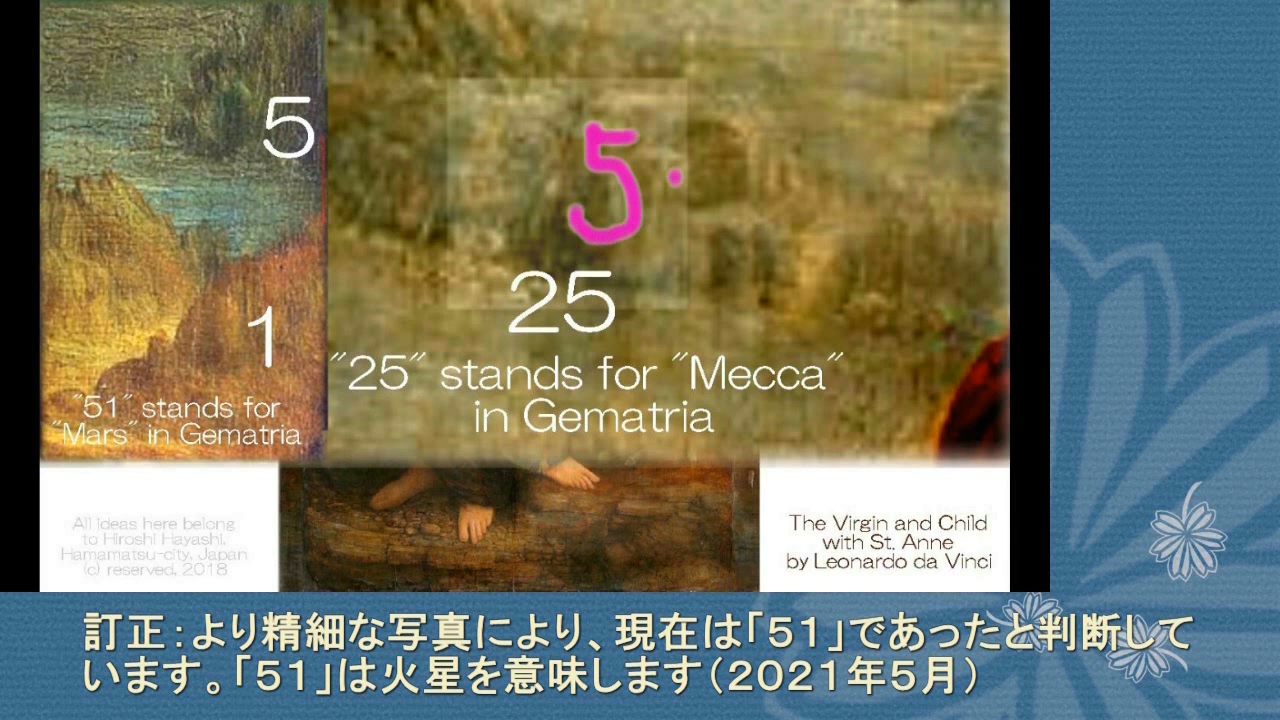 5
1
"51" stands for
"Mars" in Gematria
5
25
"25" stands for "Mecca"
in Gematria
All ideas here belong
to Hiroshi Hayashi,
Hamamatsu-city, Japan
(c) reserved, 2018
The Virgin and Child
with St. Anne
by Leonardo da Vinci
訂正：より精細な写真により、現在は「５１」であったと判断して
います。「５１」は火星を意味します（２０２１年５月）